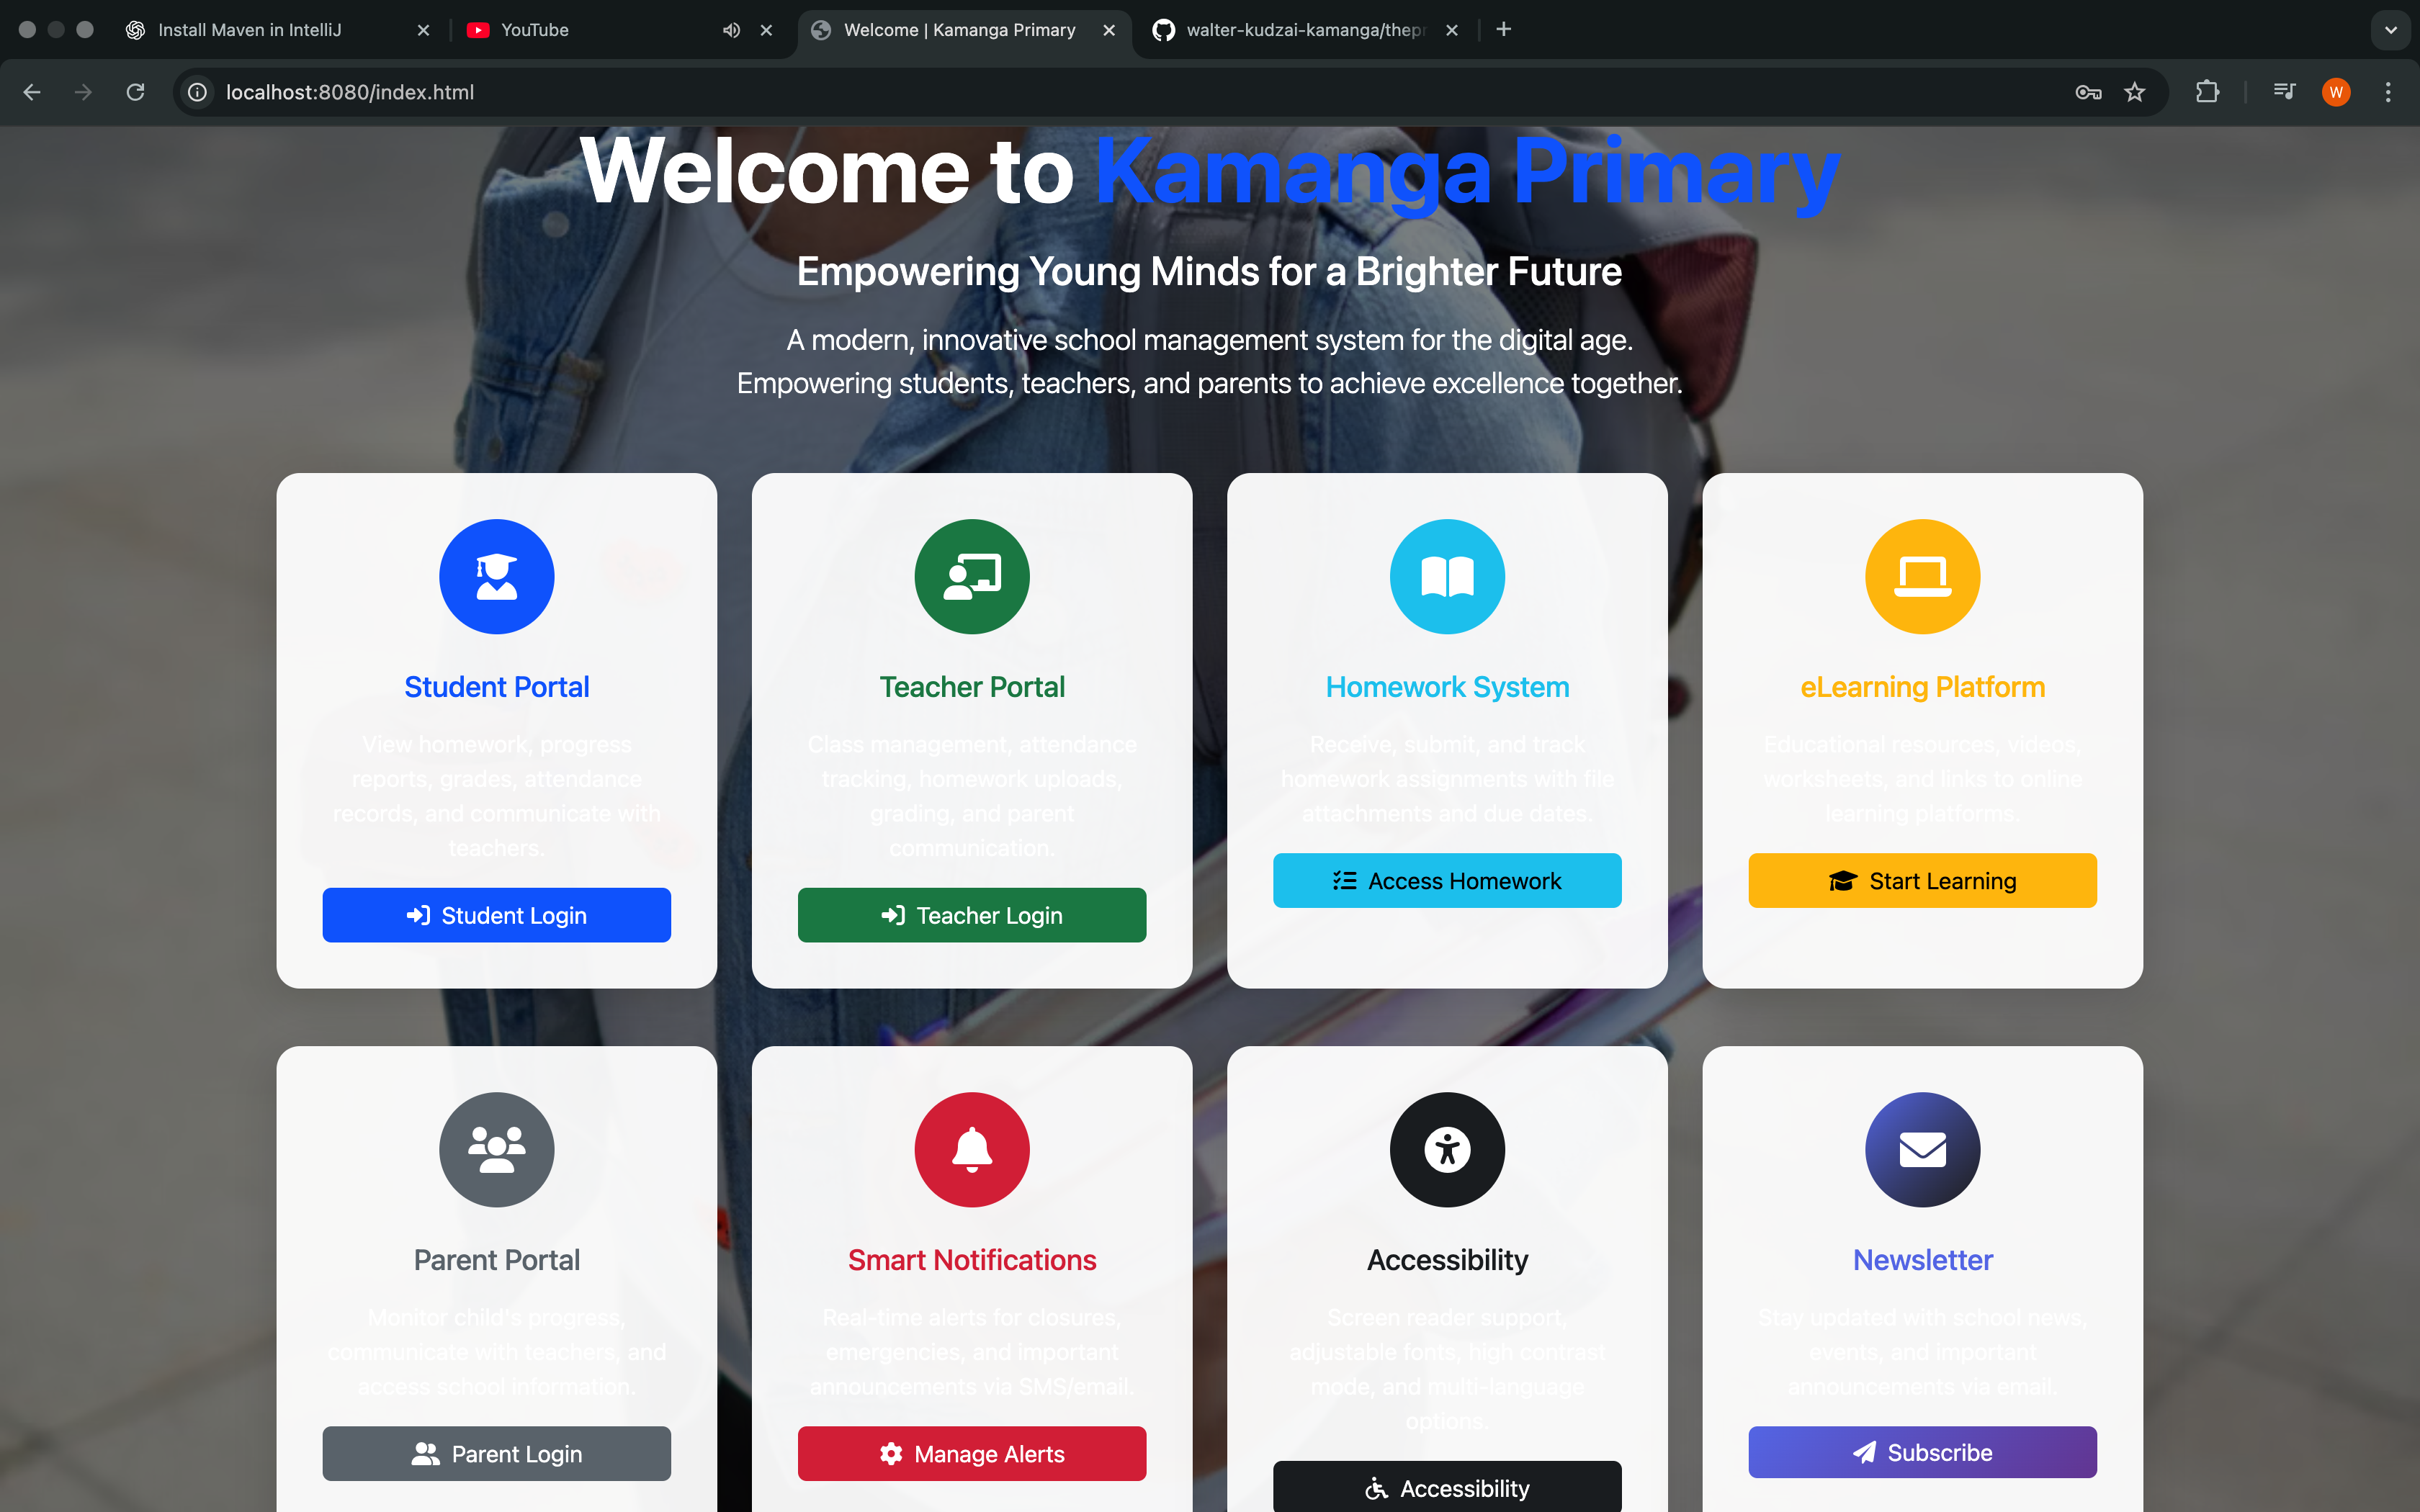 Install Maven in IntelliJ
YouTube
Welcome | Kamanga Primary
walter-kudzai-kamanga/thepr
localhost:8080/index.html
W
Welcome to Kamanga Primary
Empowering Young Minds for a Brighter Future
A modern, innovative school management system for the digital age.
Empowering students, teachers, and parents to achieve excellence together.
Student Portal
View homework, progress
reports, grades, attendance
records, and communicate with
teachers.
Student Login
Teacher Portal
Class management, attendance
tracking, homework uploads,
grading, and parent
communication.
Teacher Login
Homework System
Receive, submit, and track
homework assignments with file
attachments and due dates.
Access Homework
eLearning Platform
Educational resources, videos,
worksheets, and links to online
learning platforms.
Start Learning
Parent Portal
Monitor child's progress,
communicate with teachers, and
access school information.
Parent Login
Smart Notifications
Real-time alerts for closures,
emergencies, and important
announcements via SMS/email.
Manage Alerts
Accessibility
Screen reader support,
adjustable fonts, high contrast
mode, and multi-language
options.
Accessibility
Newsletter
Stay updated with school news,
events, and important
announcements via email.
Subscribe